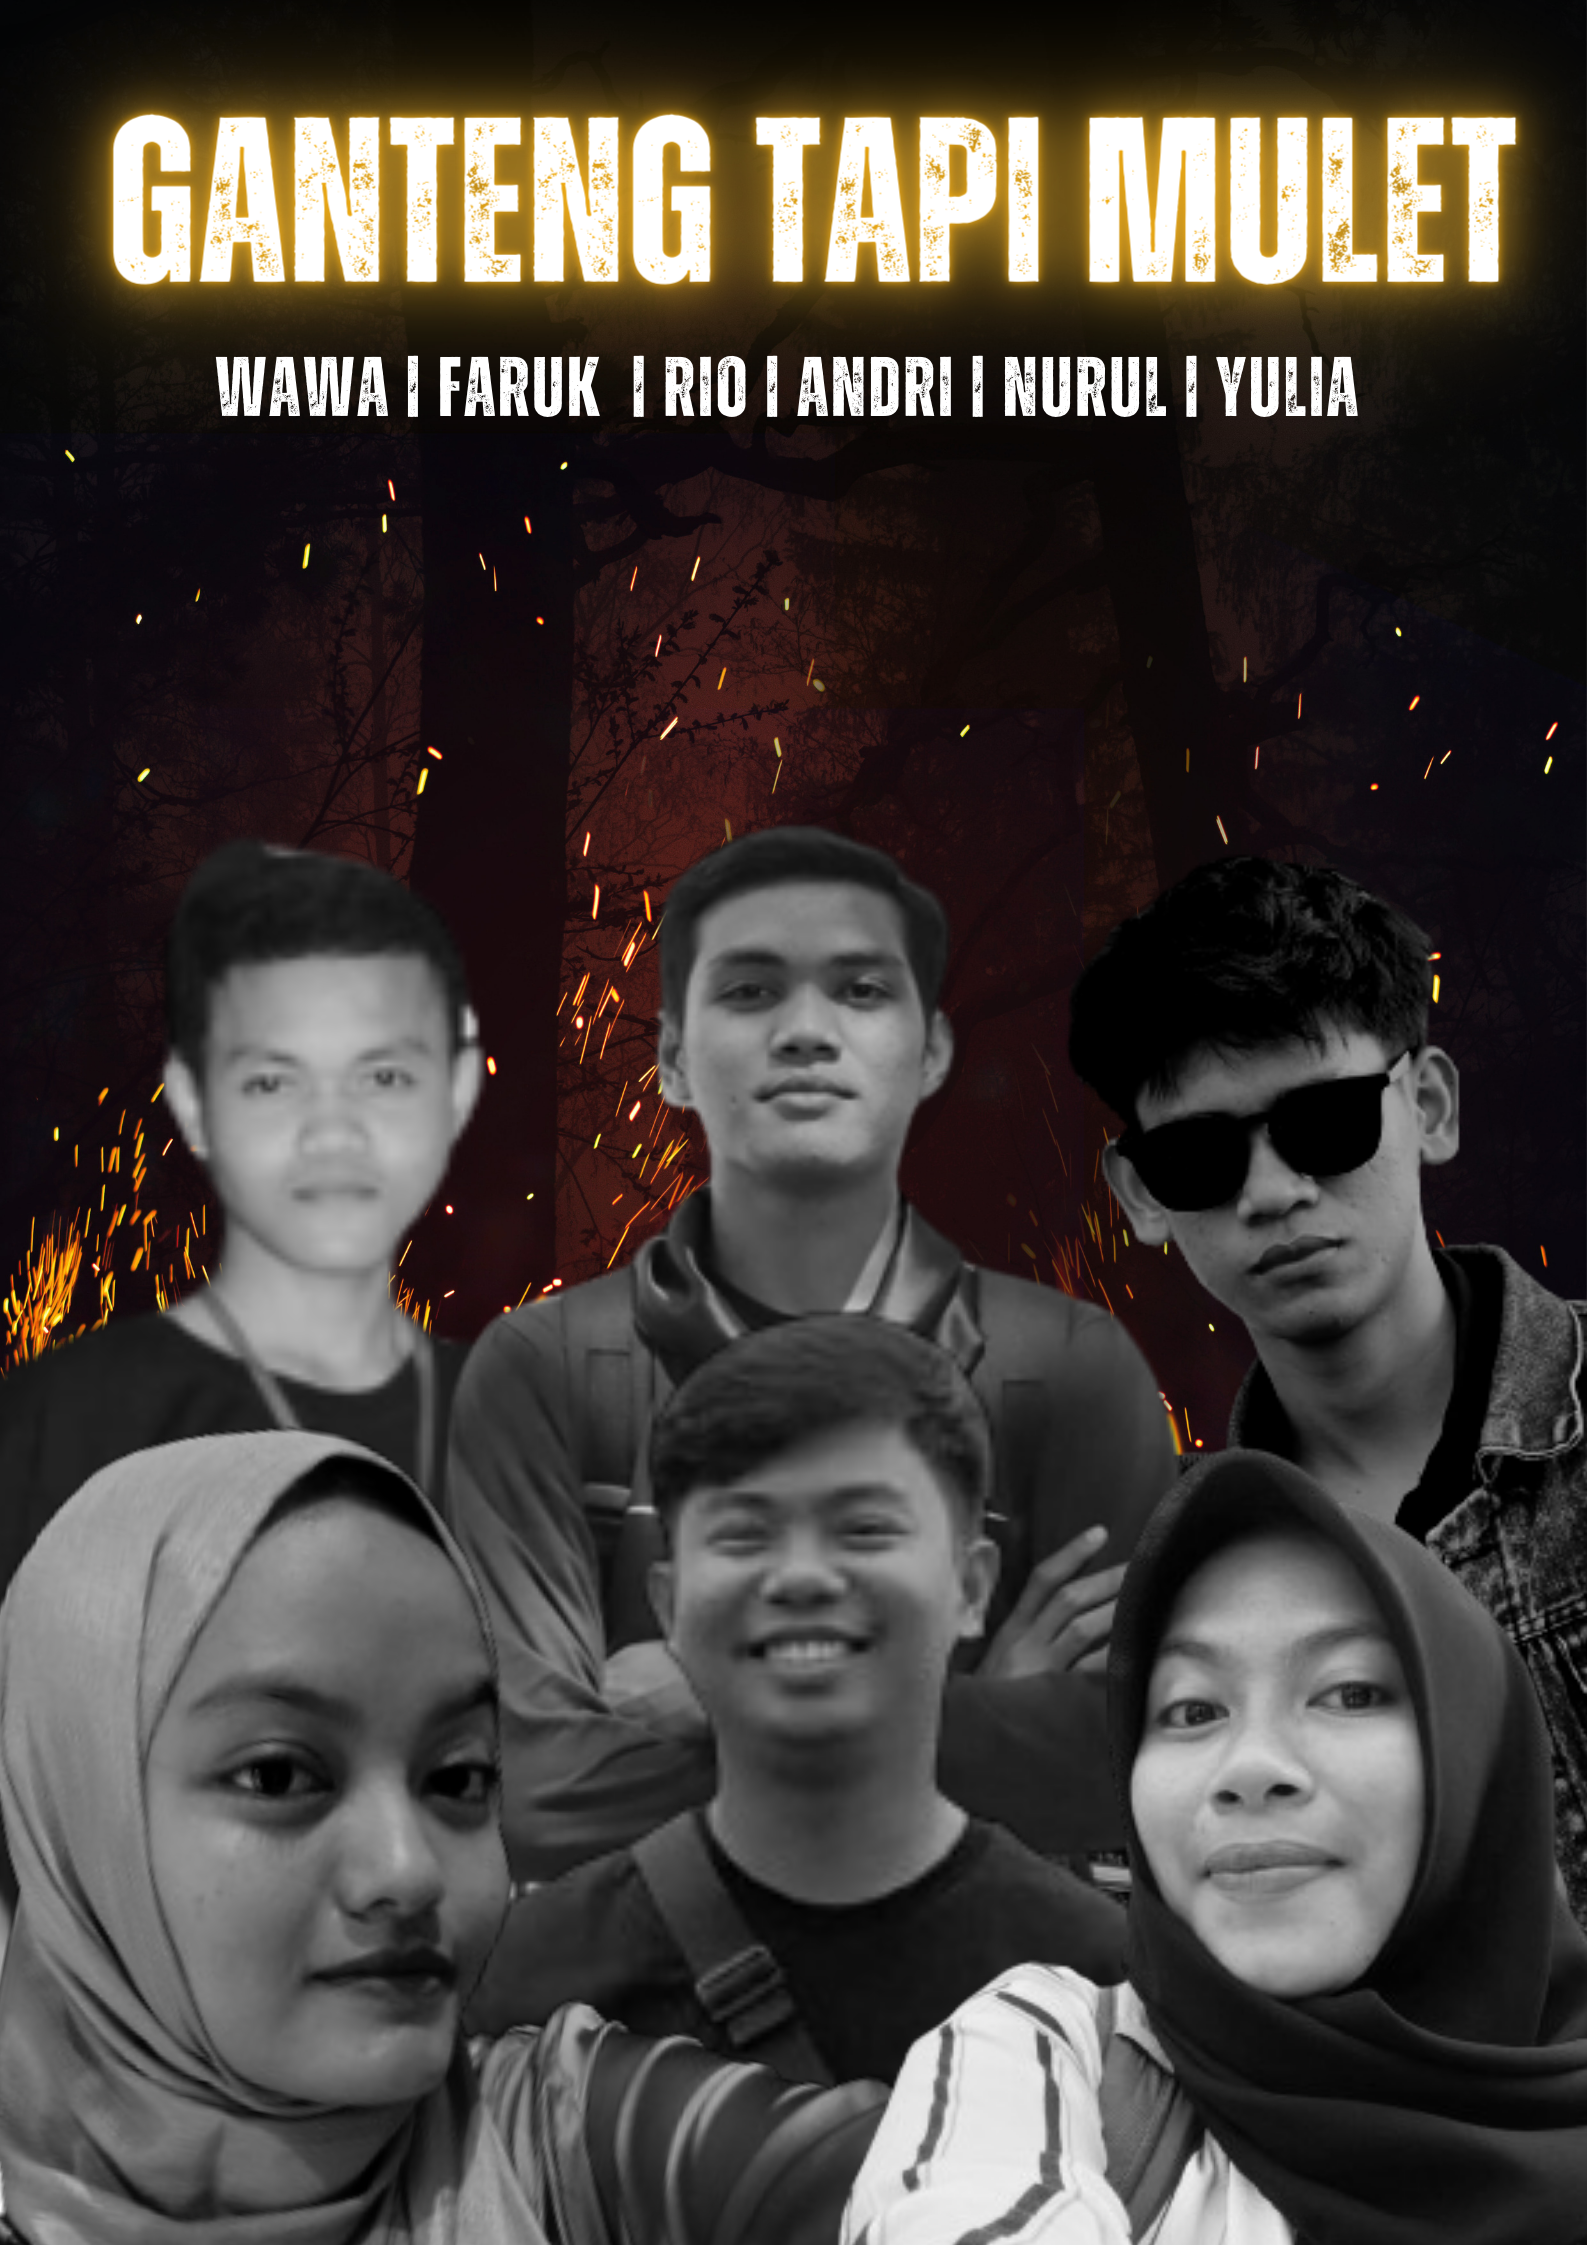 GANTENG TAPI MULET
WAWA | FARUK | RIO | ANDRI | NURUL | YULIA